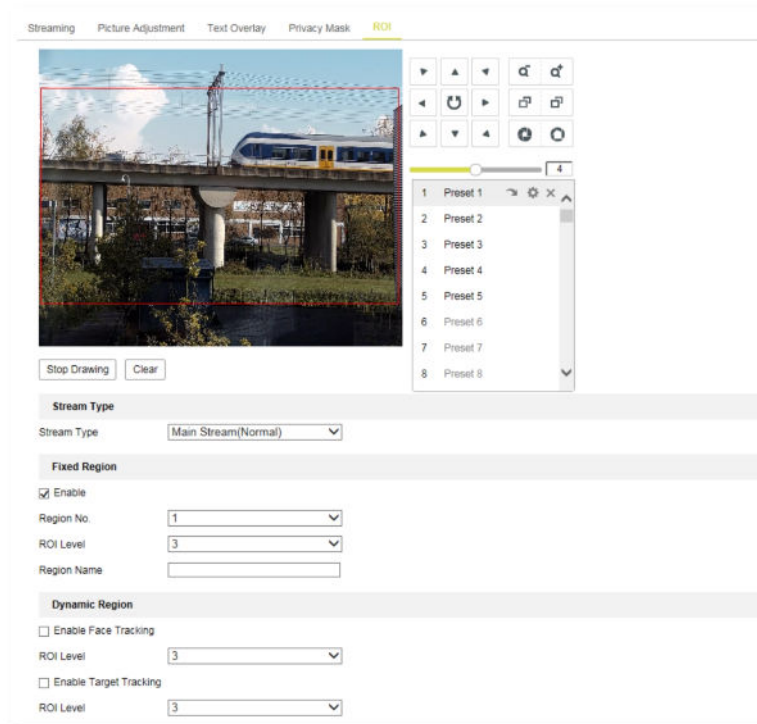 Streaming Picture Adjustment Text Overlay Privacy Mask ROI
4
1 Preset 1
2 Preset 2
3 Preset 3
4 Preset 4
5 Preset 5
6 Preset 6
7 Preset 7
8 Preset 8
Stop Drawing Clear
Stream Type
Stream Type Main Stream(Normal)
Fixed Region
Enable
Region No. 1
ROI Level 3
Region Name
Dynamic Region
Enable Face Tracking
ROI Level 3
Enable Target Tracking
ROI Level 3